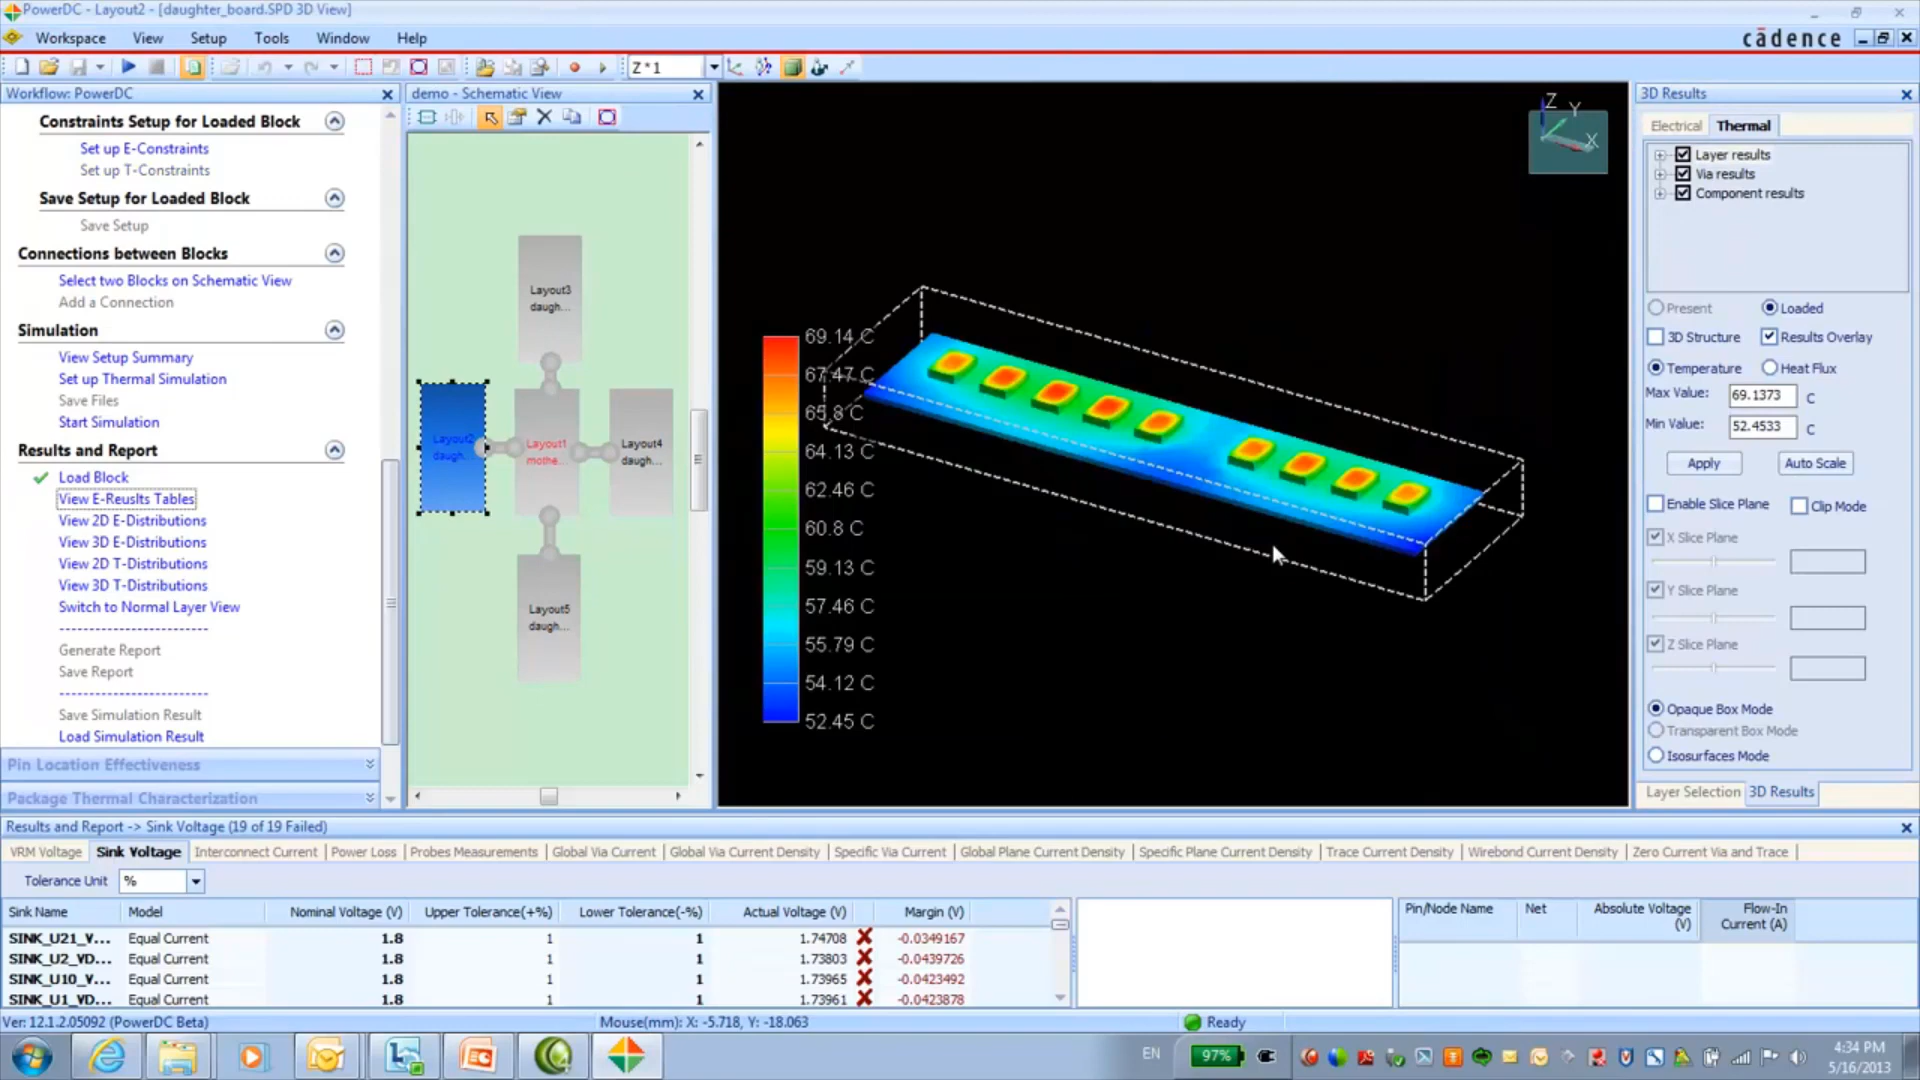 PowerDC - Layout2 - [daughter_board.SPD 3D View]
Workspace View Setup Tools Window Help
cādence
Z*1
Workflow: PowerDC
Constraints Setup for Loaded Block
Set up E-Constraints
Set up T-Constraints
Save Setup for Loaded Block
Save Setup
Connections between Blocks
Select two Blocks on Schematic View
Add a Connection
Simulation
View Setup Summary
Set up Thermal Simulation
Save Files
Start Simulation
Results and Report
Load Block
View E-Reuslts Tables
View 2D E-Distributions
View 3D E-Distributions
View 2D T-Distributions
View 3D T-Distributions
Switch to Normal Layer View
Generate Report
Save Report
Save Simulation Result
Load Simulation Result
Pin Location Effectiveness
Package Thermal Characterization
demo - Schematic View
Layout3
daugh...
Layout2
daugh...
Layout1
mothe...
Layout4
daugh...
Layout5
daugh...
69.14 C
67.47 C
65.8 C
64.13 C
62.46 C
60.8 C
59.13 C
57.46 C
55.79 C
54.12 C
52.45 C
Z
Y
X
3D Results
Electrical Thermal
Layer results
Via results
Component results
Present Loaded
3D Structure Results Overlay
Temperature Heat Flux
Max Value: 69.1373 C
Min Value: 52.4533 C
Apply Auto Scale
Enable Slice Plane Clip Mode
X Slice Plane
Y Slice Plane
Z Slice Plane
Opaque Box Mode
Transparent Box Mode
Isosurfaces Mode
Layer Selection 3D Results
Results and Report -> Sink Voltage (19 of 19 Failed)
VRM Voltage Sink Voltage Interconnect Current Power Loss Probes Measurements Global Via Current Global Via Current Density Specific Via Current Global Plane Current Density Specific Plane Current Density Trace Current Density Wirebond Current Density Zero Current Via and Trace
Tolerance Unit %
Sink Name Model Nominal Voltage (V) Upper Tolerance(+%) Lower Tolerance(-%) Actual Voltage (V) Margin (V)
SINK_U21_V... Equal Current 1.8 1 1 1.74708 -0.0349167
SINK_U2_VD... Equal Current 1.8 1 1 1.73803 -0.0439726
SINK_U10_V... Equal Current 1.8 1 1 1.73965 -0.0423492
SINK_U1_VD... Equal Current 1.8 1 1 1.73961 -0.0423878
Pin/Node Name Net Absolute Voltage (V) Flow-In Current (A)
Ver: 12.1.2.05092 (PowerDC Beta) Mouse(mm): X: -5.718, Y: -18.063 Ready
EN 97%
4:34 PM
5/16/2013